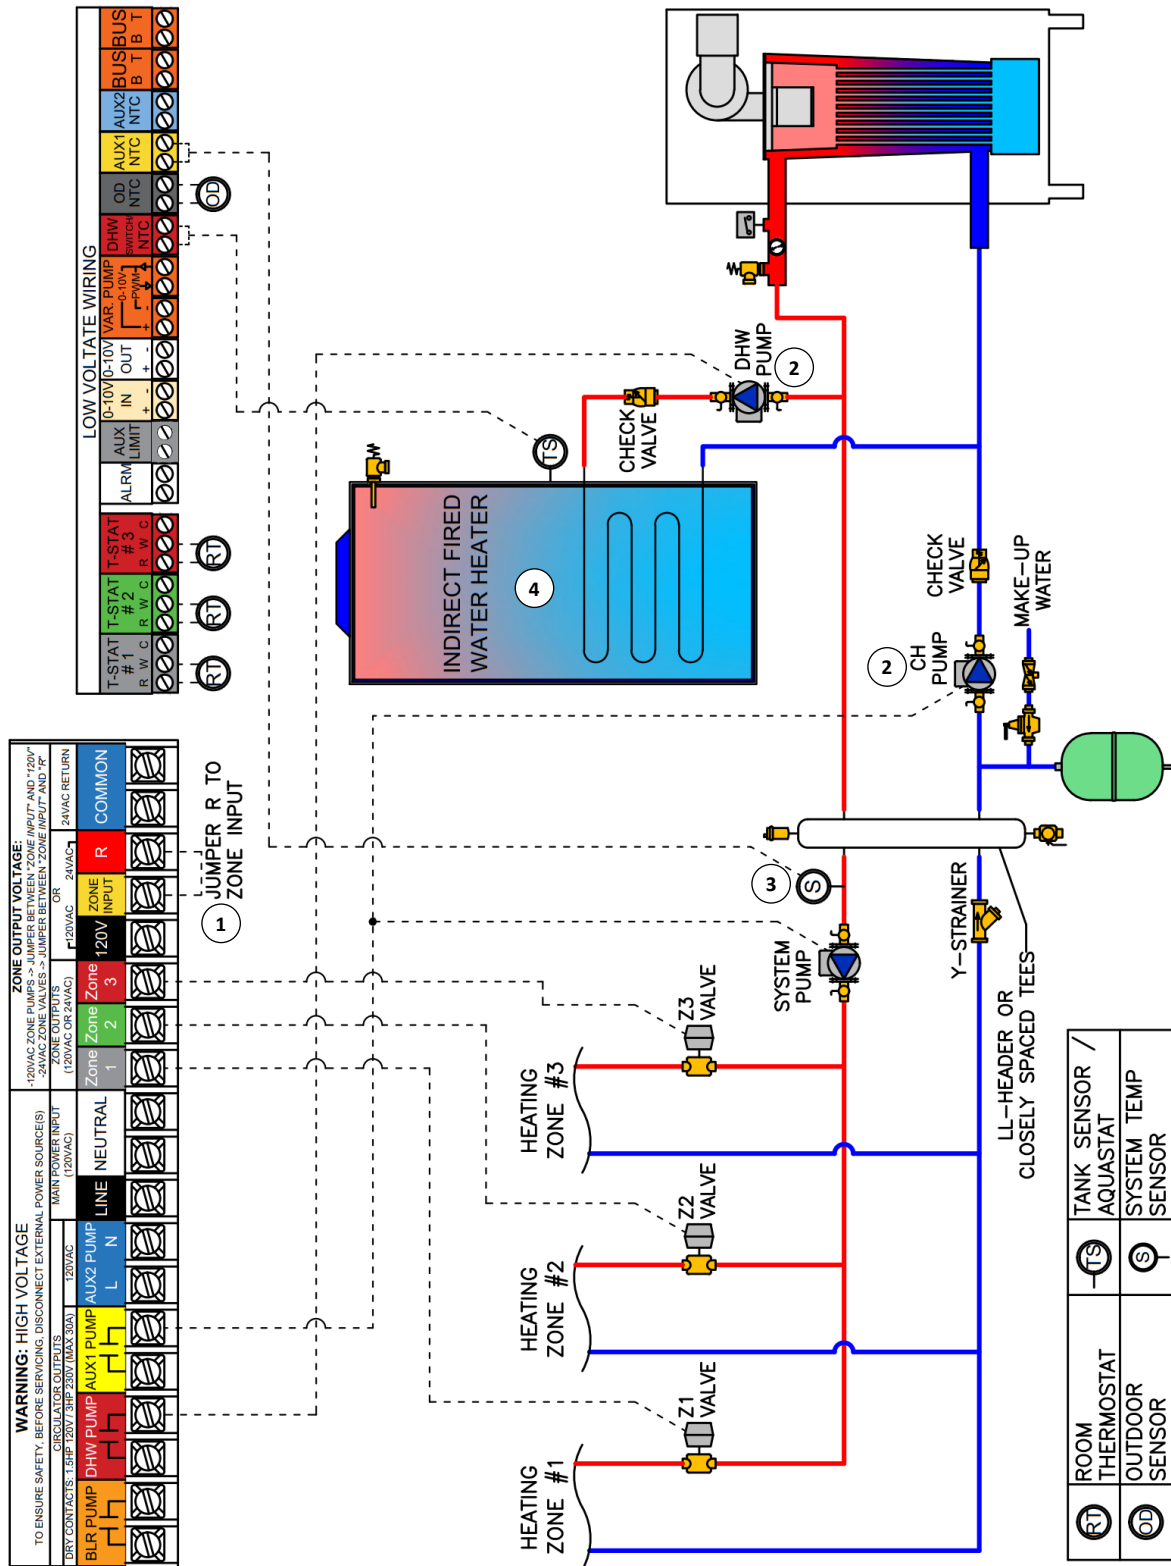 WARNING: HIGH VOLTAGE
TO ENSURE SAFETY, BEFORE SERVICING, DISCONNECT EXTERNAL POWER SOURCE(S)
CIRCULATOR OUTPUTS
DRY CONTACTS: 1.5HP 120V / 3HP 230V (MAX 30A)
120VAC
MAIN POWER INPUT
(120VAC)
BLR PUMP
DHW PUMP
AUX1 PUMP
AUX2 PUMP
L N
LINE
NEUTRAL
ZONE OUTPUT VOLTAGE:
-120VAC ZONE PUMPS -> JUMPER BETWEEN "ZONE INPUT" AND "120V"
-24VAC ZONE VALVES -> JUMPER BETWEEN "ZONE INPUT" AND "R"
ZONE OUTPUTS
(120VAC OR 24VAC)
OR
120VAC
24VAC
24VAC RETURN
Zone
1
Zone
2
Zone
3
120V
ZONE
INPUT
R
COMMON
JUMPER R TO
ZONE INPUT
1
LOW VOLTATE WIRING
T-STAT
#1
R W C
T-STAT
#2
R W C
T-STAT
#3
R W C
ALRM
AUX
LIMIT
0-10V
IN
+ -
0-10V
OUT
+ -
VAR. PUMP
0-10V
PWM
+ -
DHW
SWITCH/
NTC
OD
NTC
AUX1
NTC
AUX2
NTC
BUS
B T
BUS
B T
RT
RT
RT
OD
INDIRECT FIRED
WATER HEATER
4
TS
CHECK
VALVE
DHW
PUMP
2
HEATING
ZONE #1
Z1
VALVE
HEATING
ZONE #2
Z2
VALVE
HEATING
ZONE #3
Z3
VALVE
SYSTEM
PUMP
3
S
2
CH
PUMP
CHECK
VALVE
MAKE-UP
WATER
Y-STRAINER
LL-HEADER OR
CLOSELY SPACED TEES
RT
ROOM
THERMOSTAT
TS
TANK SENSOR /
AQUASTAT
OD
OUTDOOR
SENSOR
S
SYSTEM TEMP
SENSOR